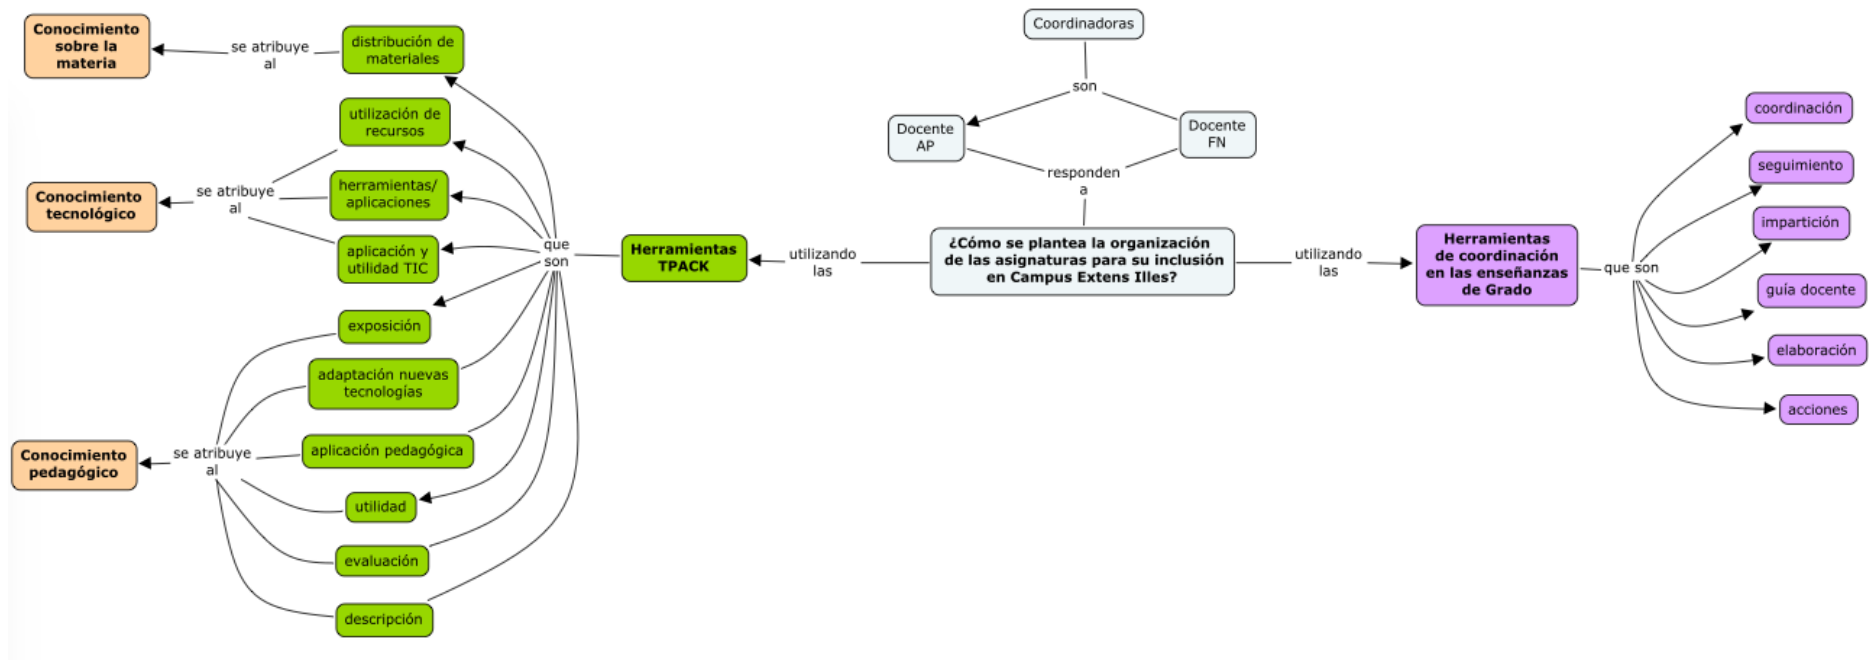 Coordinadoras
son
Docente
AP
Docente
FN
responden
a
¿Cómo se plantea la organización
de las asignaturas para su inclusión
en Campus Extens Illes?
utilizando
las
Herramientas
TPACK
que
son
distribución de
materiales
se atribuye
al
Conocimiento
sobre la
materia
utilización de
recursos
herramientas/
aplicaciones
aplicación y
utilidad TIC
se atribuye
al
Conocimiento
tecnológico
exposición
adaptación nuevas
tecnologías
aplicación pedagógica
utilidad
evaluación
descripción
se atribuye
al
Conocimiento
pedagógico
utilizando
las
Herramientas
de coordinación
en las enseñanzas
de Grado
que son
coordinación
seguimiento
impartición
guía docente
elaboración
acciones